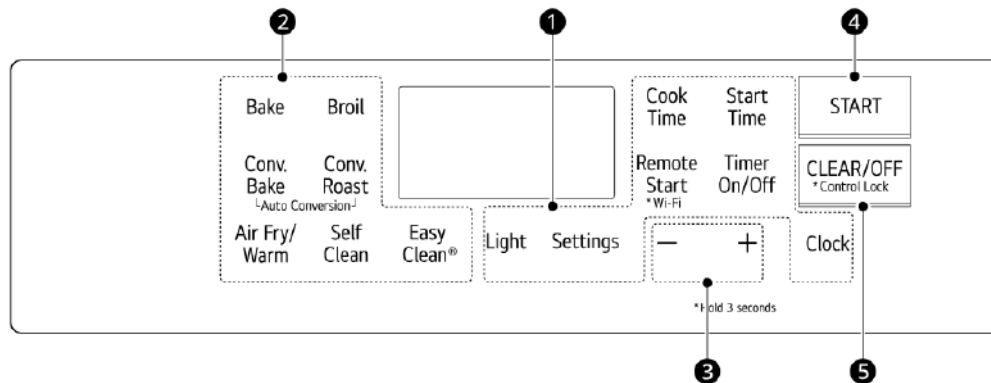 2
1
4
Bake
Broil
Cook
Time
Start
Time
START
Conv.
Bake
Conv.
Roast
└Auto Conversion┘
Remote
Start
*Wi-Fi
Timer
On/Off
CLEAR/OFF
*Control Lock
Air Fry/
Warm
Self
Clean
Easy
Clean®
Light
Settings
−
+
Clock
*Hold 3 seconds
3
5